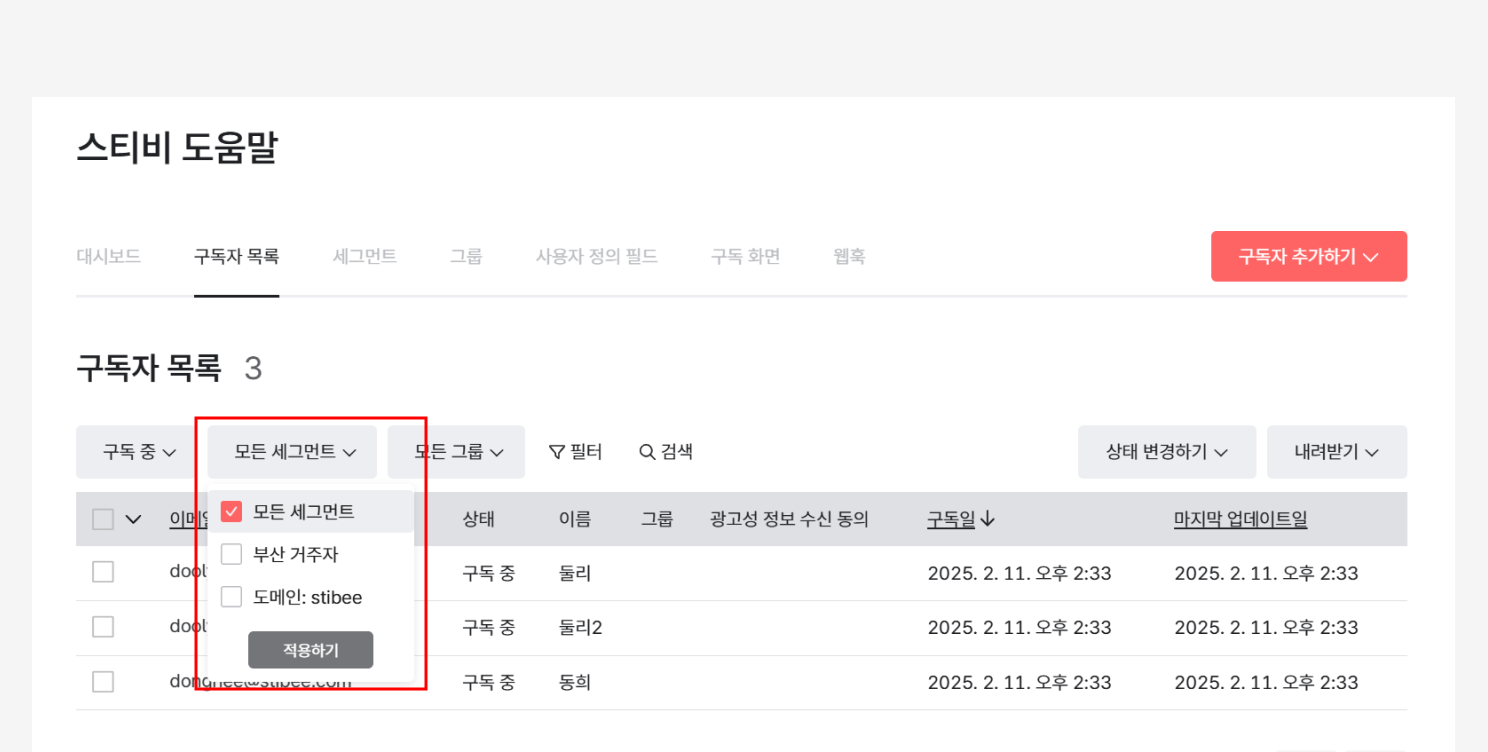 스티비 도움말
대시보드 구독자 목록 세그먼트 그룹 사용자 정의 필드 구독 화면 웹훅 구독자 추가하기
구독자 목록 3
구독 중 모든 세그먼트 모든 그룹 필터 검색 상태 변경하기 내려받기
상태 이름 그룹 광고성 정보 수신 동의 구독일 마지막 업데이트일
모든 세그먼트
부산 거주자
도메인: stibee
적용하기
구독 중 둘리 2025. 2. 11. 오후 2:33 2025. 2. 11. 오후 2:33
구독 중 둘리2 2025. 2. 11. 오후 2:33 2025. 2. 11. 오후 2:33
donghee@stibee.com 구독 중 동희 2025. 2. 11. 오후 2:33 2025. 2. 11. 오후 2:33